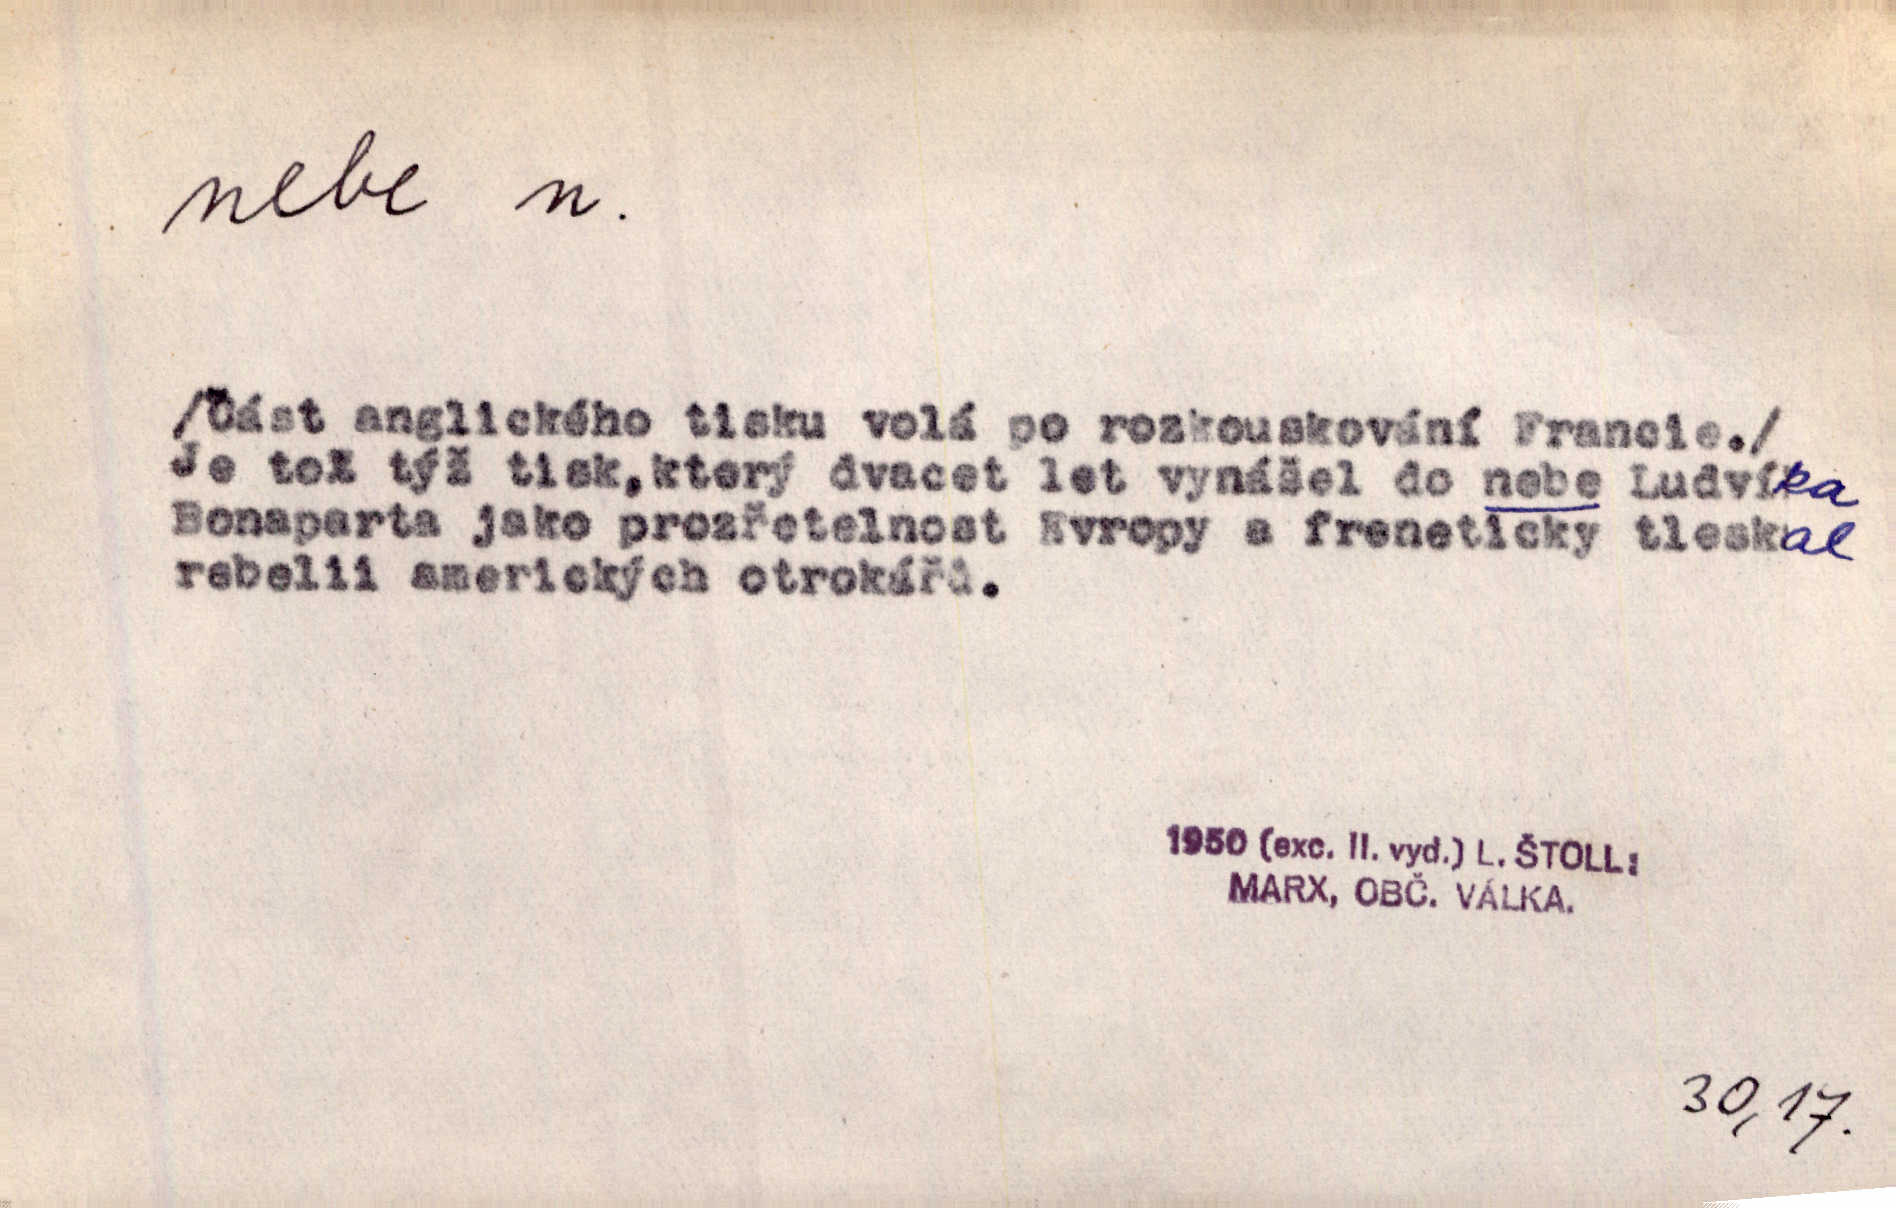 nebe n.
/Část anglického tisku volá po rozkouskování Francie./
Je tož týž tisk,který dvacet let vynášel do nebe Ludvíka
Bonaparta jako prozřetelnost Evropy a freneticky tleskal
rebelii amerických otrokářů.
1950 (exc. II. vyd.) L. ŠTOLL:
MARX, OBČ. VÁLKA.
30,17.